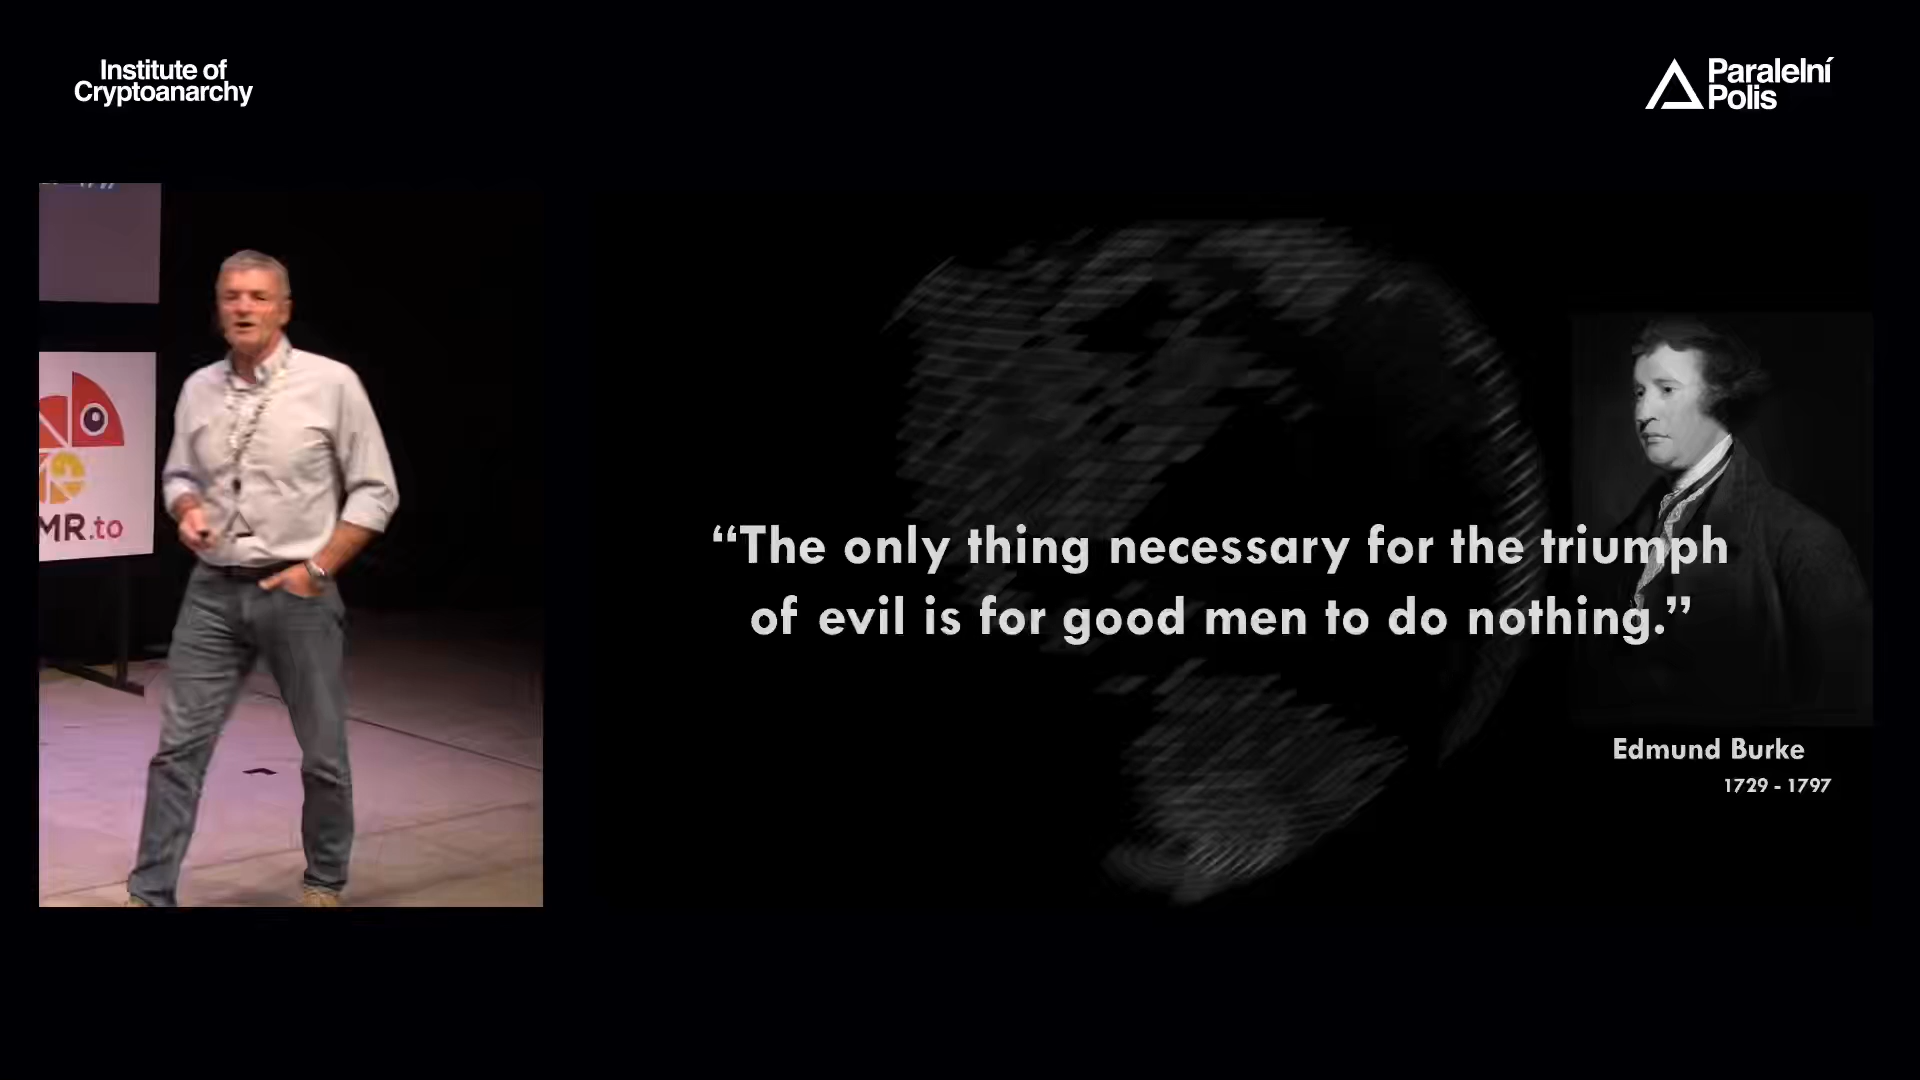 Institute of
Cryptoanarchy
Paralelní
Polis
MR.to
“The only thing necessary for the triumph
of evil is for good men to do nothing.”
Edmund Burke
1729 - 1797